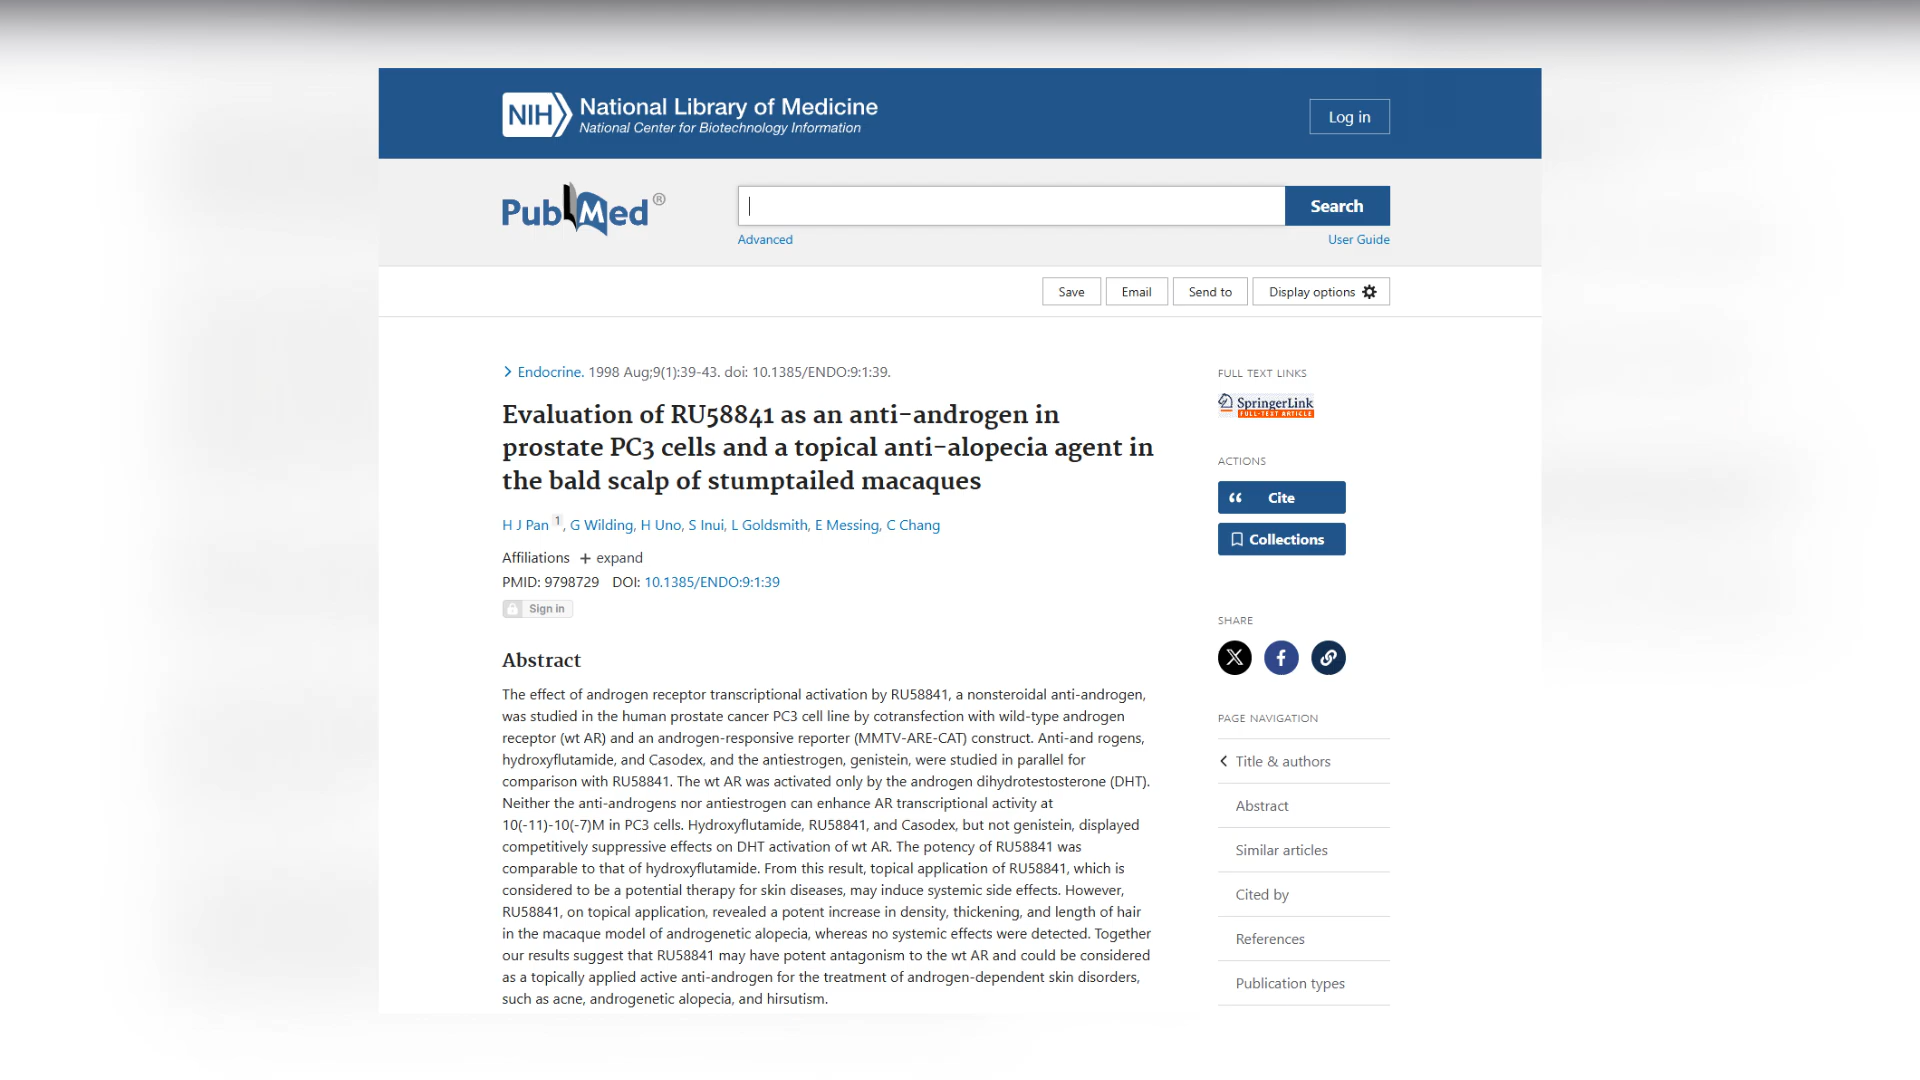 NIH National Library of Medicine
National Center for Biotechnology Information
Log in
PubMed®
Search
Advanced
User Guide
Save
Email
Send to
Display options
Endocrine. 1998 Aug;9(1):39-43. doi: 10.1385/ENDO:9:1:39.
Evaluation of RU58841 as an anti-androgen in
prostate PC3 cells and a topical anti-alopecia agent in
the bald scalp of stumptailed macaques
H J Pan 1, G Wilding, H Uno, S Inui, L Goldsmith, E Messing, C Chang
Affiliations + expand
PMID: 9798729 DOI: 10.1385/ENDO:9:1:39
Sign in
Abstract
The effect of androgen receptor transcriptional activation by RU58841, a nonsteroidal anti-androgen,
was studied in the human prostate cancer PC3 cell line by cotransfection with wild-type androgen
receptor (wt AR) and an androgen-responsive reporter (MMTV-ARE-CAT) construct. Anti-and rogens,
hydroxyflutamide, and Casodex, and the antiestrogen, genistein, were studied in parallel for
comparison with RU58841. The wt AR was activated only by the androgen dihydrotestosterone (DHT).
Neither the anti-androgens nor antiestrogen can enhance AR transcriptional activity at
10(-11)-10(-7)M in PC3 cells. Hydroxyflutamide, RU58841, and Casodex, but not genistein, displayed
competitively suppressive effects on DHT activation of wt AR. The potency of RU58841 was
comparable to that of hydroxyflutamide. From this result, topical application of RU58841, which is
considered to be a potential therapy for skin diseases, may induce systemic side effects. However,
RU58841, on topical application, revealed a potent increase in density, thickening, and length of hair
in the macaque model of androgenetic alopecia, whereas no systemic effects were detected. Together
our results suggest that RU58841 may have potent antagonism to the wt AR and could be considered
as a topically applied active anti-androgen for the treatment of androgen-dependent skin disorders,
such as acne, androgenetic alopecia, and hirsutism.
FULL TEXT LINKS
SpringerLink
FULL-TEXT ARTICLE
ACTIONS
Cite
Collections
SHARE
PAGE NAVIGATION
Title & authors
Abstract
Similar articles
Cited by
References
Publication types